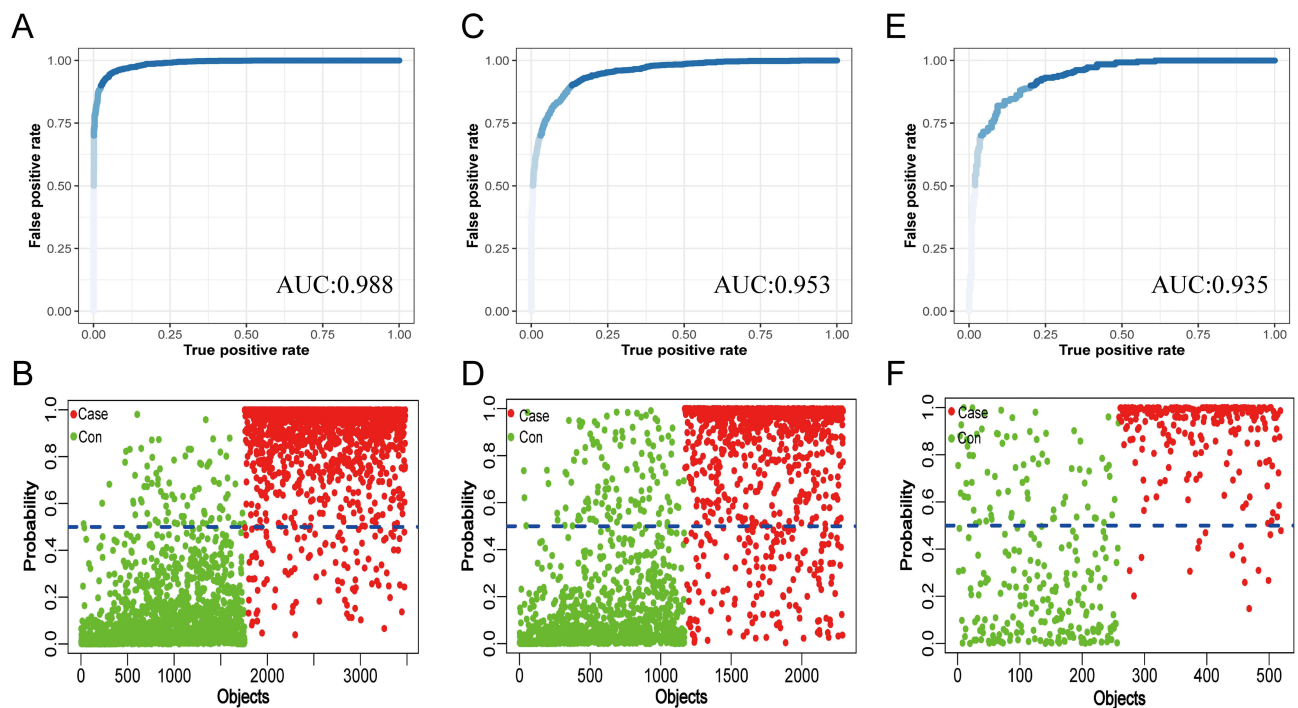 A
C
E
1.00
0.75
0.50
0.25
0.00
False positive rate
0.00
0.25
0.50
0.75
1.00
True positive rate
AUC:0.988
1.00
0.75
0.50
0.25
0.00
False positive rate
0.00
0.25
0.50
0.75
1.00
True positive rate
AUC:0.953
1.00
0.75
0.50
0.25
0.00
False positive rate
0.00
0.25
0.50
0.75
1.00
True positive rate
AUC:0.935
B
D
F
Probability
1.0
0.8
0.6
0.4
0.2
0.0
Case
Con
0
500
1000
2000
3000
Objects
Probability
1.0
0.8
0.6
0.4
0.2
0.0
Case
Con
0
500
1000
1500
2000
Objects
Probability
1.0
0.8
0.6
0.4
0.2
0.0
Case
Con
0
100
200
300
400
500
Objects